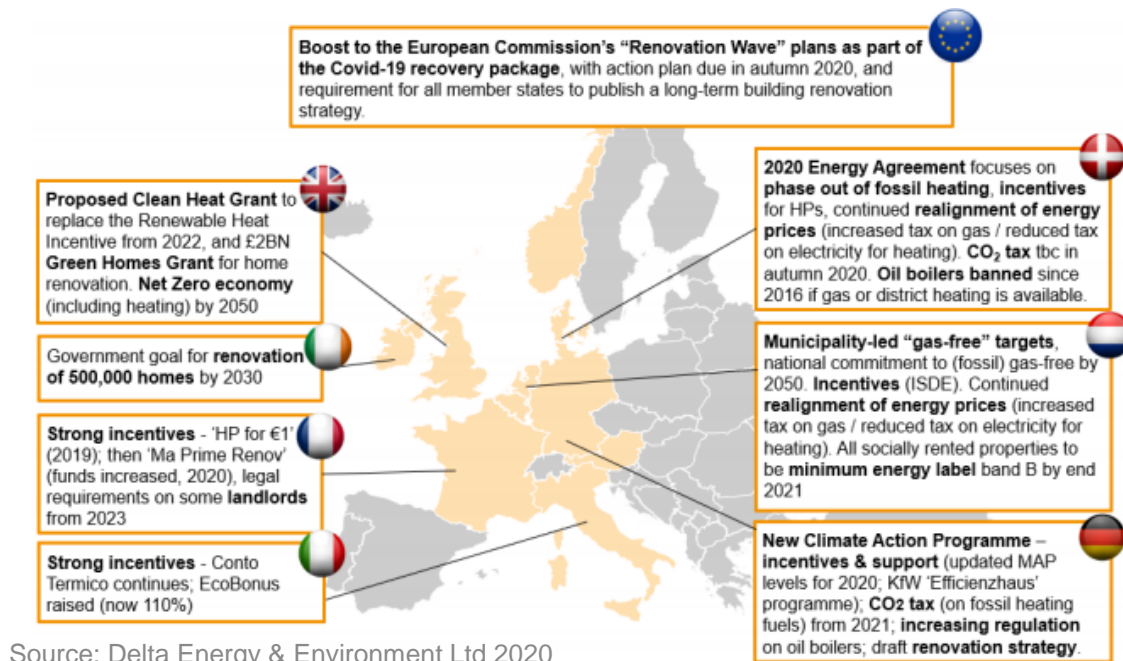 Boost to the European Commission's “Renovation Wave” plans as part of
the Covid-19 recovery package, with action plan due in autumn 2020, and
requirement for all member states to publish a long-term building renovation
strategy.
Proposed Clean Heat Grant to
replace the Renewable Heat
Incentive from 2022, and £2BN
Green Homes Grant for home
renovation. Net Zero economy
(including heating) by 2050
Government goal for renovation
of 500,000 homes by 2030
Strong incentives - ‘HP for €1’
(2019); then ‘Ma Prime Renov’
(funds increased, 2020), legal
requirements on some landlords
from 2023
Strong incentives - Conto
Termico continues; EcoBonus
raised (now 110%)
2020 Energy Agreement focuses on
phase out of fossil heating, incentives
for HPs, continued realignment of energy
prices (increased tax on gas / reduced tax
on electricity for heating). CO₂ tax tbc in
autumn 2020. Oil boilers banned since
2016 if gas or district heating is available.
Municipality-led “gas-free” targets,
national commitment to (fossil) gas-free by
2050. Incentives (ISDE). Continued
realignment of energy prices (increased
tax on gas / reduced tax on electricity for
heating). All socially rented properties to
be minimum energy label band B by end
2021
New Climate Action Programme –
incentives & support (updated MAP
levels for 2020; KfW ‘Efficienzhaus’
programme); CO2 tax (on fossil heating
fuels) from 2021; increasing regulation
on oil boilers; draft renovation strategy.
Source: Delta Energy & Environment Ltd 2020